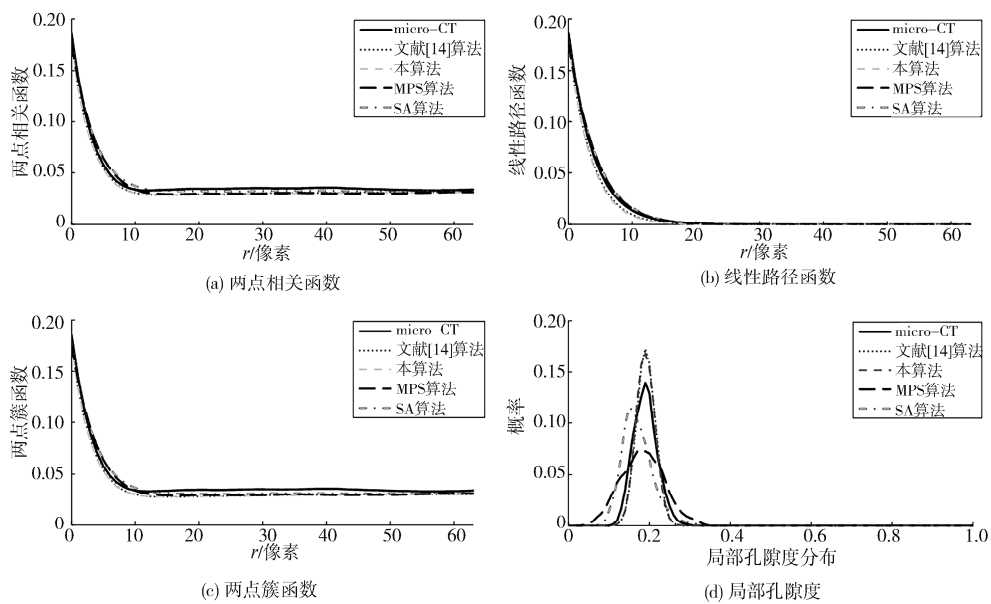 0.20
0.15
0.10
0.05
0
两点相关函数
micro-CT
文献[14]算法
本算法
MPS算法
SA算法
0 10 20 30 40 50 60
r/像素
(a) 两点相关函数
0.20
0.15
0.10
0.05
0
线性路径函数
micro-CT
文献[14]算法
本算法
MPS算法
SA算法
0 10 20 30 40 50 60
r/像素
(b) 线性路径函数
0.20
0.15
0.10
0.05
0
两点簇函数
micro CT
文献[14]算法
本算法
MPS算法
SA算法
0 10 20 30 40 50 60
r/像素
(c) 两点簇函数
0.20
0.15
0.10
0.05
0
概率
micro-CT
文献[14]算法
本算法
MPS算法
SA算法
0 0.2 0.4 0.6 0.8 1.0
局部孔隙度分布
(d) 局部孔隙度